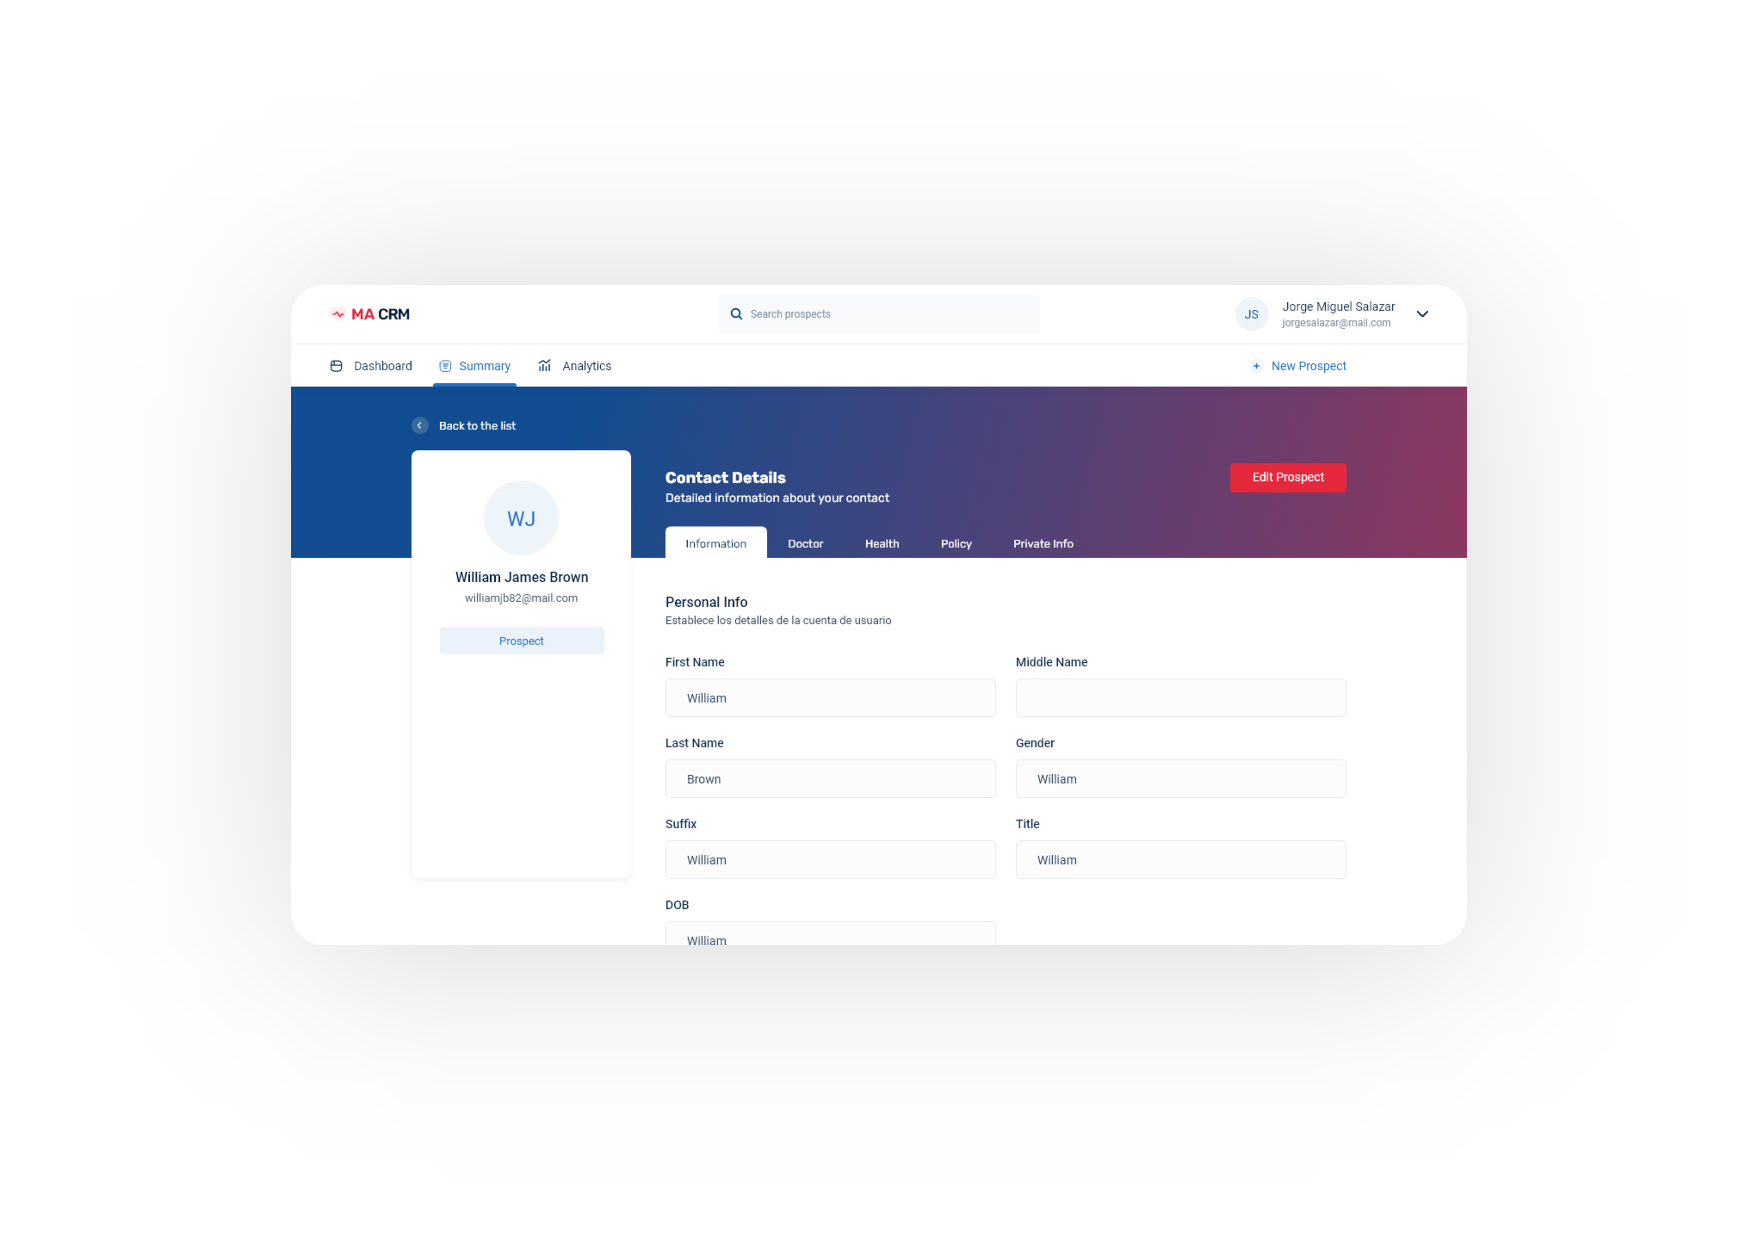 MA CRM
Search prospects
JS
Jorge Miguel Salazar
jorgesalazar@mail.com
Dashboard
Summary
Analytics
+ New Prospect
Back to the list
WJ
William James Brown
williamjb82@mail.com
Prospect
Contact Details
Detailed information about your contact
Edit Prospect
Information
Doctor
Health
Policy
Private Info
Personal Info
Establece los detalles de la cuenta de usuario
First Name
William
Middle Name
Last Name
Brown
Gender
William
Suffix
William
Title
William
DOB
William